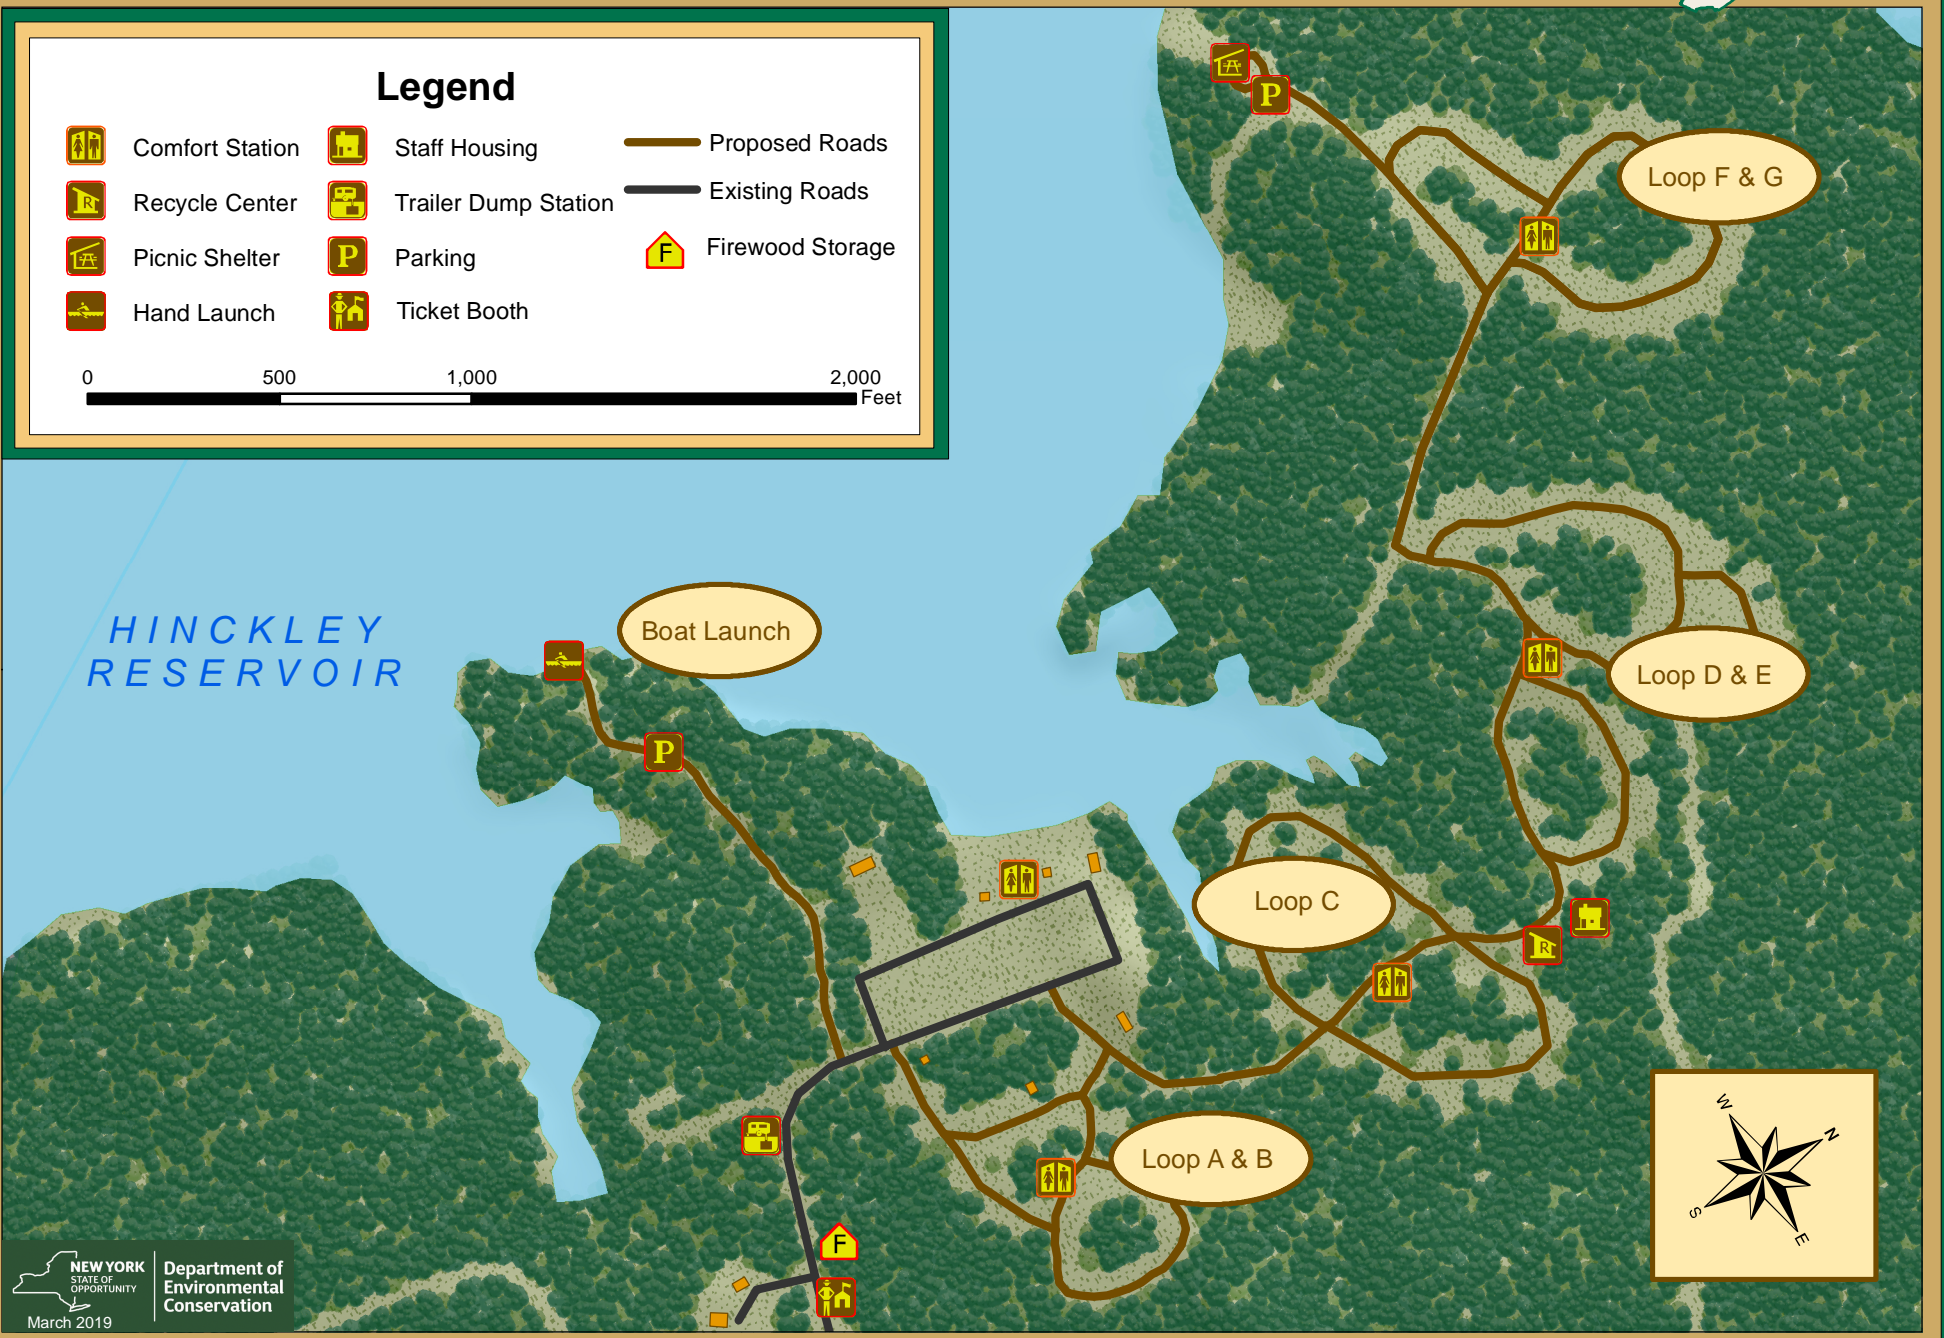 Legend
Comfort Station
Recycle Center
Picnic Shelter
Hand Launch
Staff Housing
Trailer Dump Station
P
Parking
Ticket Booth
Proposed Roads
Existing Roads
F
Firewood Storage
R
0 500 1,000 2,000
Feet
P
Loop F & G
HINCKLEY
RESERVOIR
Boat Launch
P
Loop D & E
Loop C
R
Loop A & B
F
W
N
S
E
NEW YORK
STATE OF
OPPORTUNITY
Department of
Environmental
Conservation
March 2019